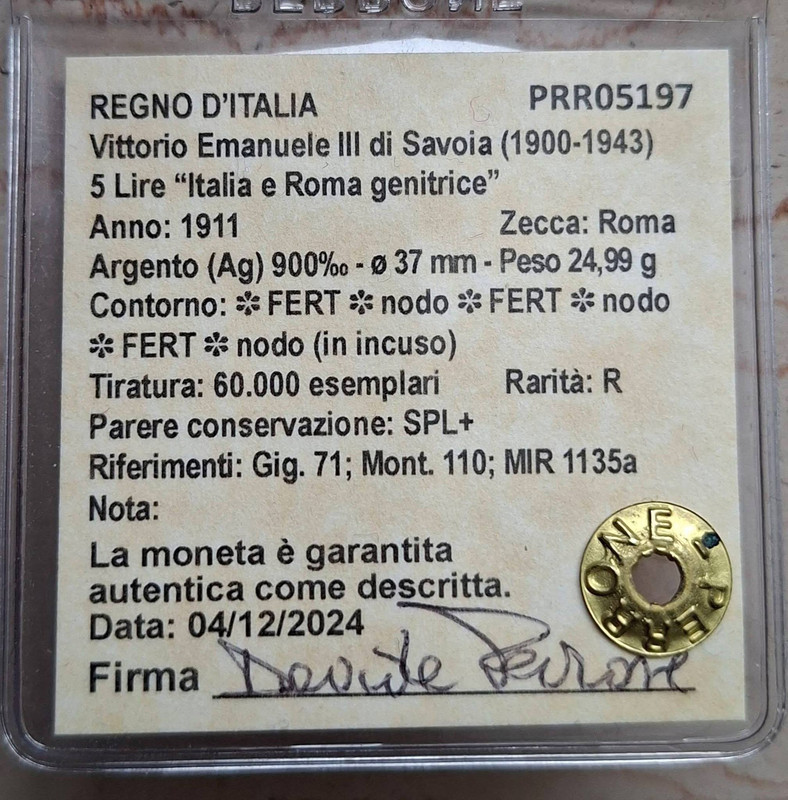 REGNO D'ITALIA PRR05197
Vittorio Emanuele III di Savoia (1900-1943)
5 Lire “Italia e Roma genitrice”
Anno: 1911 Zecca: Roma
Argento (Ag) 900‰ - ø 37 mm - Peso 24,99 g
Contorno: ✻ FERT ✻ nodo ✻ FERT ✻ nodo
✻ FERT ✻ nodo (in incuso)
Tiratura: 60.000 esemplari Rarità: R
Parere conservazione: SPL+
Riferimenti: Gig. 71; Mont. 110; MIR 1135a
Nota:
La moneta è garantita
autentica come descritta.
Data: 04/12/2024
Firma Davide Perrone
PERRONE